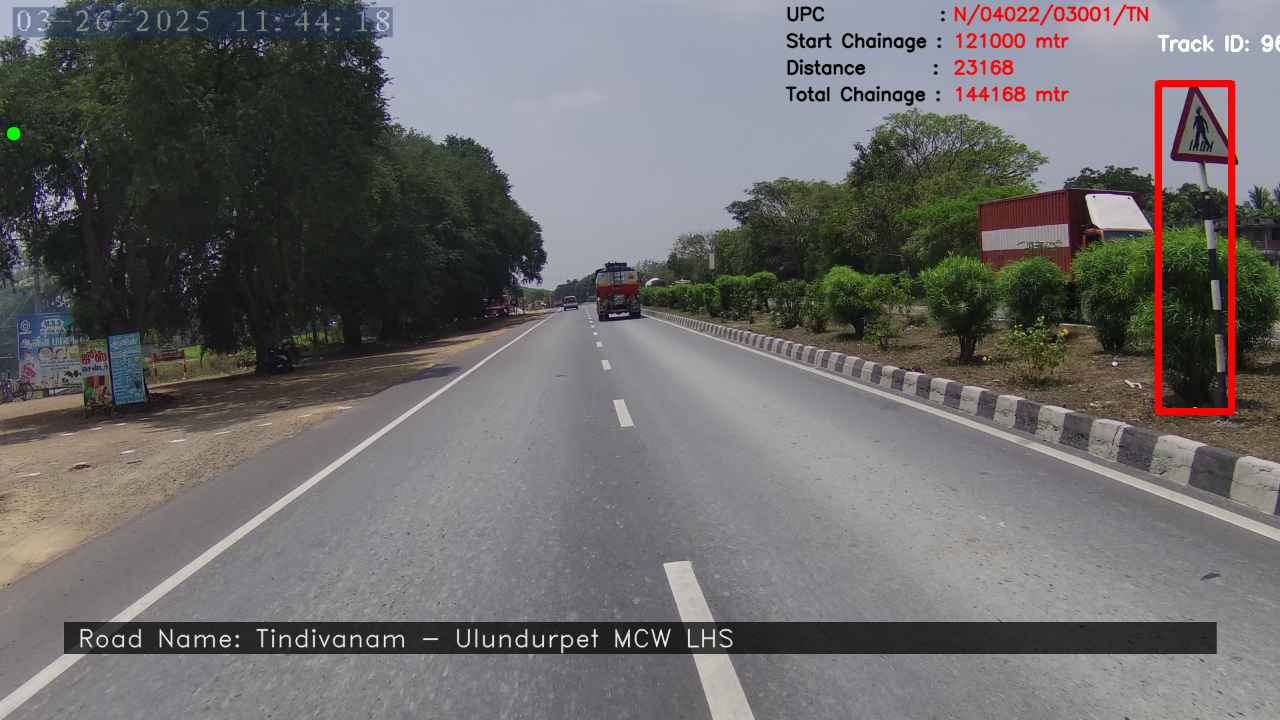 03-26-2025 11:44:18
UPC : N/04022/03001/TN
Start Chainage : 121000 mtr
Distance : 23168
Total Chainage : 144168 mtr
Track ID: 96
Road Name: Tindivanam - Ulundurpet MCW LHS